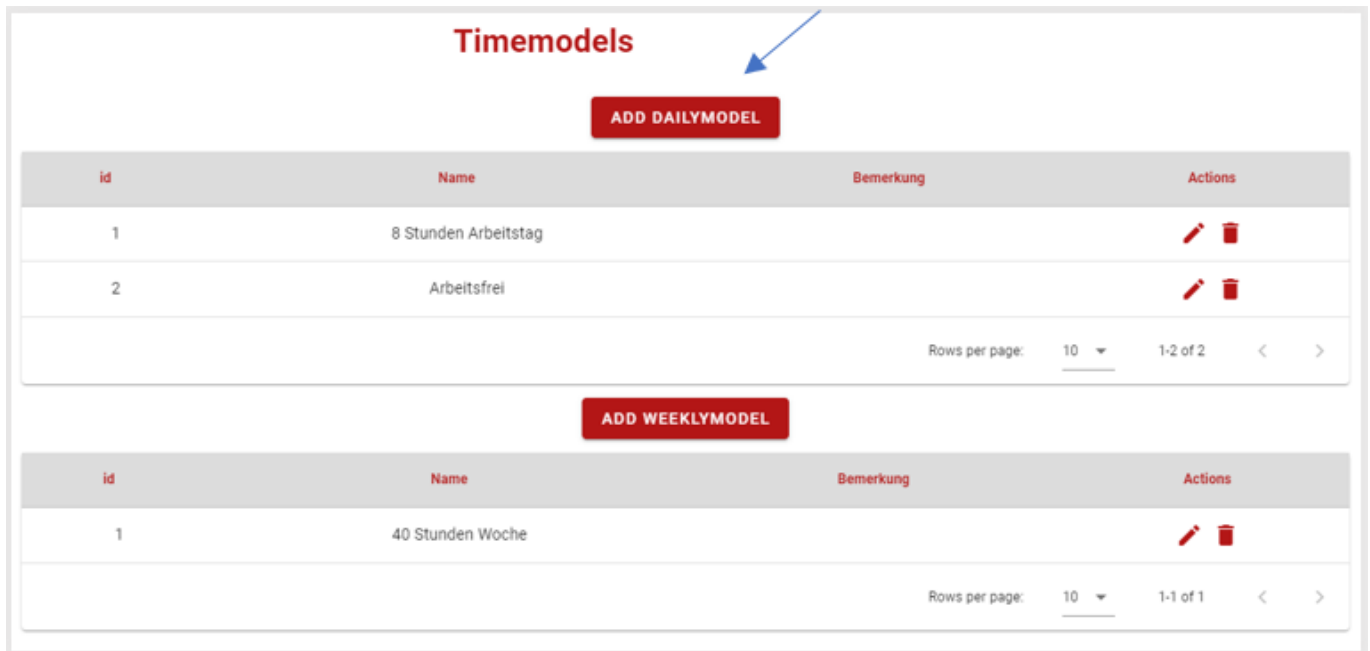 Timemodels
ADD DAILYMODEL
id Name Bemerkung Actions
1 8 Stunden Arbeitstag
2 Arbeitsfrei
Rows per page: 10 1-2 of 2
ADD WEEKLYMODEL
id Name Bemerkung Actions
1 40 Stunden Woche
Rows per page: 10 1-1 of 1